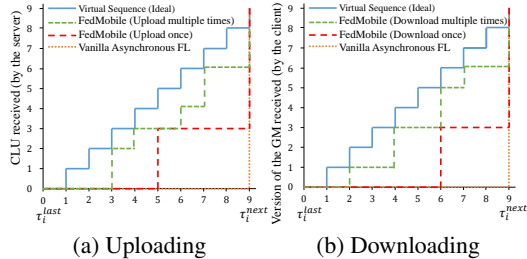 CLU received (by the server)
9
8
7
6
5
4
3
2
1
Virtual Sequence (Ideal)
FedMobile (Upload multiple times)
FedMobile (Upload once)
Vanilla Asynchronous FL
0 1 2 3 4 5 6 7 8 9
τ_i^last τ_i^next
(a) Uploading
Version of the GM received (by the client)
9
8
7
6
5
4
3
2
1
Virtual Sequence (Ideal)
FedMobile (Download multiple times)
FedMobile (Download once)
Vanilla Asynchronous FL
0 1 2 3 4 5 6 7 8 9
τ_i^last τ_i^next
(b) Downloading